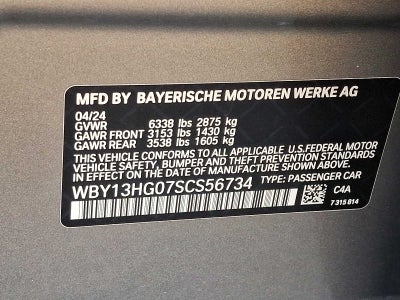 MFD BY BAYERISCHE MOTOREN WERKE AG
04/24
GVWR 6338 lbs 2875 kg
GAWR FRONT 3153 lbs 1430 kg
GAWR REAR 3538 lbs 1605 kg
THIS VEHICLE CONFORMS TO ALL APPLICABLE U.S.FEDERAL MOTOR
VEHICLE SAFETY, BUMPER AND THEFT PREVENTION STANDARDS
IN EFFECT ON THE DATE OF MANUFACTURE SHOWN ABOVE.
WBY13HG07SCS56734 TYPE: PASSENGER CAR
C4A
7 315 814